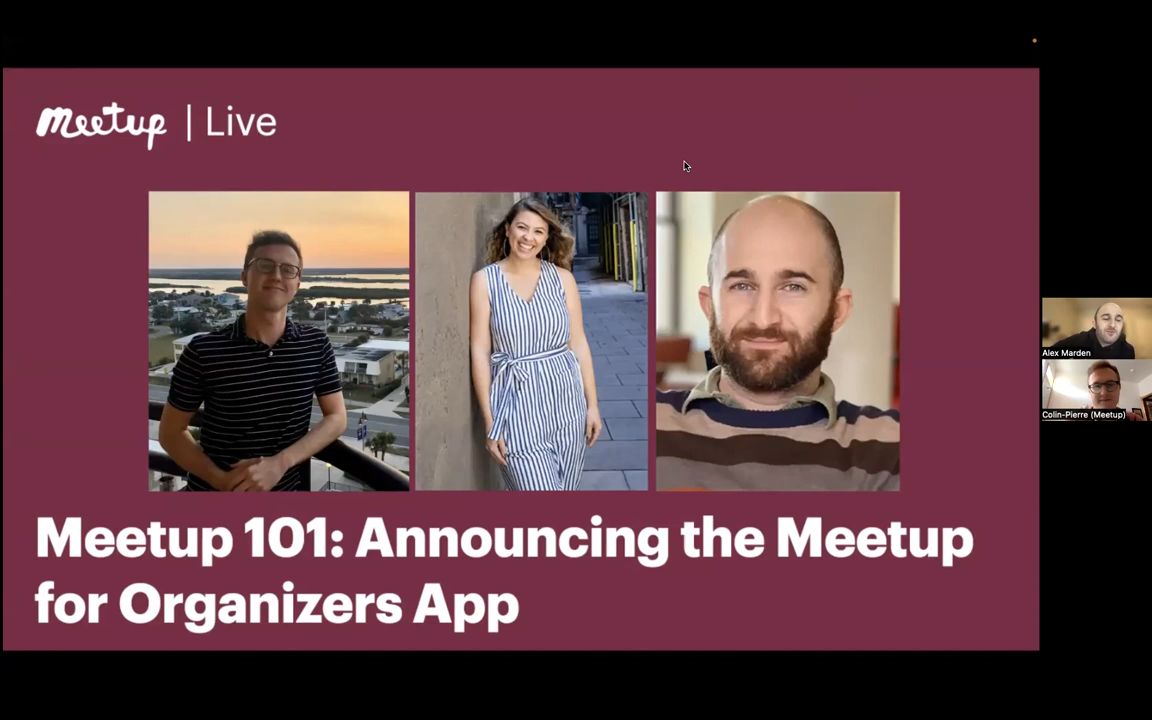 meetup | Live
Meetup 101: Announcing the Meetup
for Organizers App
Alex Marden
Colin-Pierre (Meetup)